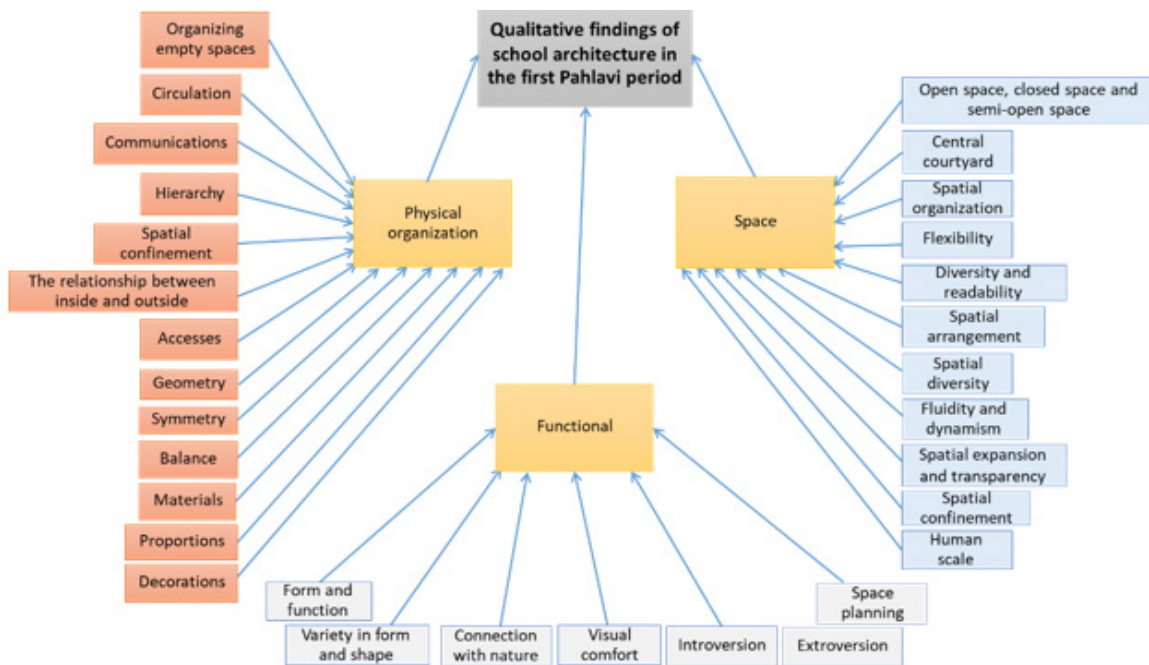 Qualitative findings of
school architecture in
the first Pahlavi period
Organizing
empty spaces
Circulation
Communications
Hierarchy
Spatial
confinement
The relationship between
inside and outside
Accesses
Geometry
Symmetry
Balance
Materials
Proportions
Decorations
Physical
organization
Space
Functional
Open space, closed space and
semi-open space
Central
courtyard
Spatial
organization
Flexibility
Diversity and
readability
Spatial
arrangement
Spatial
diversity
Fluidity and
dynamism
Spatial expansion
and transparency
Spatial
confinement
Human
scale
Form and
function
Variety in form
and shape
Connection
with nature
Visual
comfort
Introversion
Extroversion
Space
planning